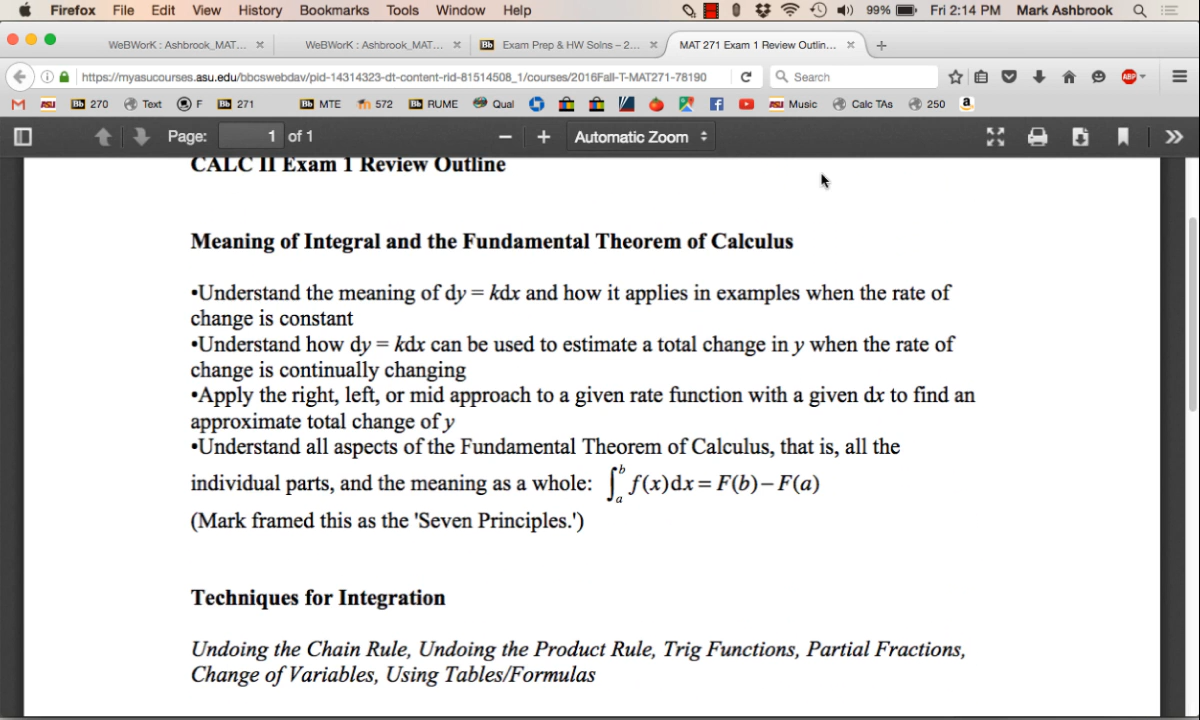 Firefox File Edit View History Bookmarks Tools Window Help 99% Fri 2:14 PM Mark Ashbrook
WeBWorK : Ashbrook_MAT... × WeBWorK : Ashbrook_MAT... × Bb Exam Prep & HW Solns – 2... × MAT 271 Exam 1 Review Outlin... × +
https://myasucourses.asu.edu/bbcswebdav/pid-14314323-dt-content-rid-81514508_1/courses/2016Fall-T-MAT271-78190 Search ABP
M ASU Bb 270 Text F Bb 271 Bb MTE 572 Bb RUME Qual ASU Music Calc TAs 250 a
Page: 1 of 1 − + Automatic Zoom
CALC II Exam 1 Review Outline
Meaning of Integral and the Fundamental Theorem of Calculus
•Understand the meaning of dy = kdx and how it applies in examples when the rate of
change is constant
•Understand how dy = kdx can be used to estimate a total change in y when the rate of
change is continually changing
•Apply the right, left, or mid approach to a given rate function with a given dx to find an
approximate total change of y
•Understand all aspects of the Fundamental Theorem of Calculus, that is, all the
individual parts, and the meaning as a whole: ∫_a^b f(x)dx = F(b) – F(a)
(Mark framed this as the 'Seven Principles.')
Techniques for Integration
Undoing the Chain Rule, Undoing the Product Rule, Trig Functions, Partial Fractions,
Change of Variables, Using Tables/Formulas